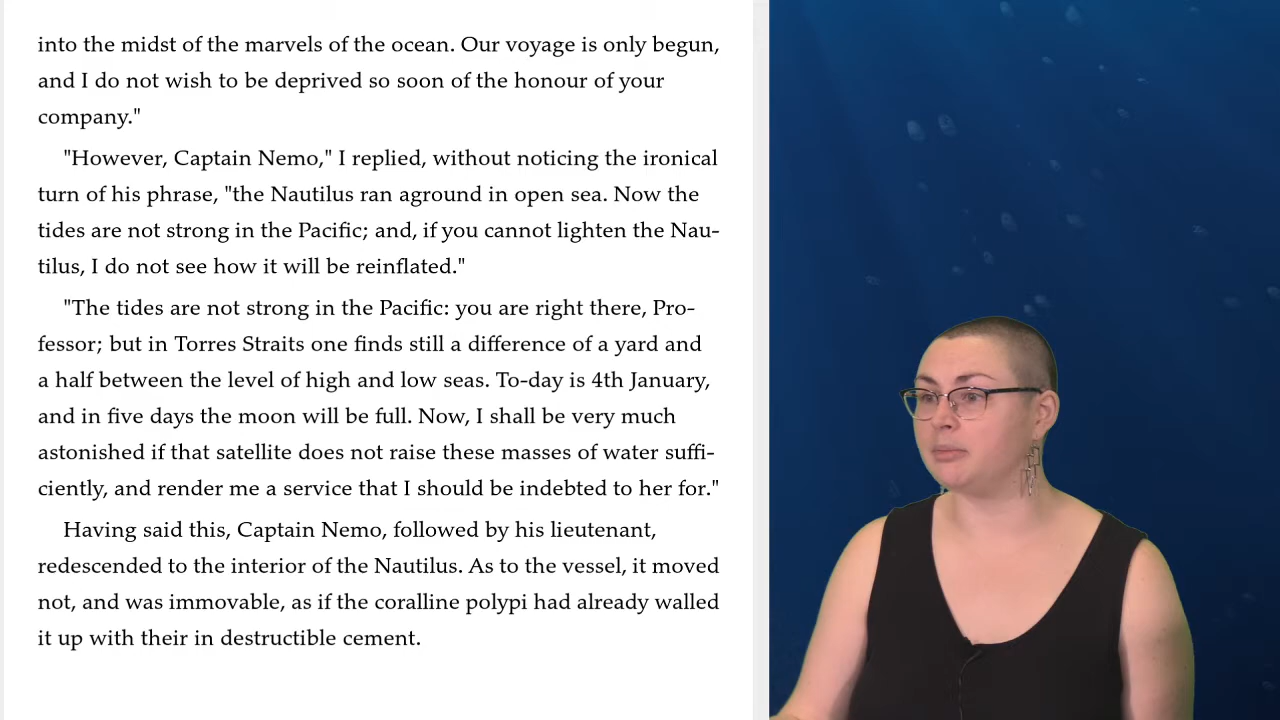 into the midst of the marvels of the ocean. Our voyage is only begun,
and I do not wish to be deprived so soon of the honour of your
company."
"However, Captain Nemo," I replied, without noticing the ironical
turn of his phrase, "the Nautilus ran aground in open sea. Now the
tides are not strong in the Pacific; and, if you cannot lighten the Nau-
tilus, I do not see how it will be reinflated."
"The tides are not strong in the Pacific: you are right there, Pro-
fessor; but in Torres Straits one finds still a difference of a yard and
a half between the level of high and low seas. To-day is 4th January,
and in five days the moon will be full. Now, I shall be very much
astonished if that satellite does not raise these masses of water suffi-
ciently, and render me a service that I should be indebted to her for."
Having said this, Captain Nemo, followed by his lieutenant,
redescended to the interior of the Nautilus. As to the vessel, it moved
not, and was immovable, as if the coralline polypi had already walled
it up with their in destructible cement.